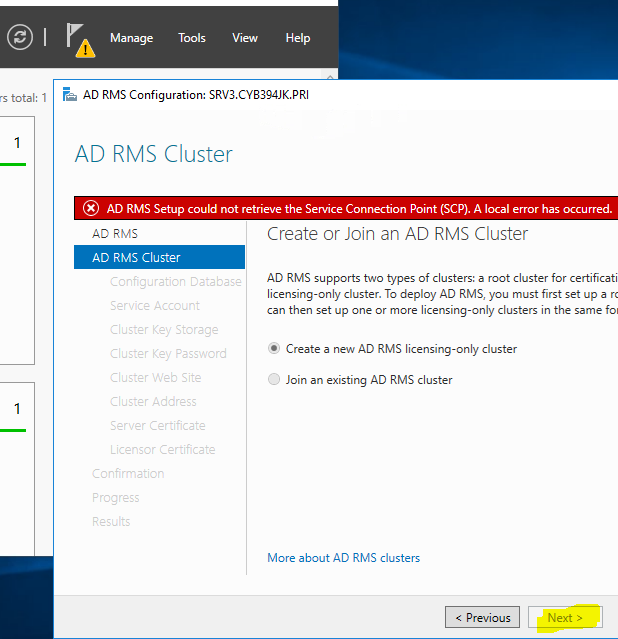 Manage Tools View Help
rs total: 1
AD RMS Configuration: SRV3.CYB394JK.PRI
1
AD RMS Cluster
AD RMS Setup could not retrieve the Service Connection Point (SCP). A local error has occurred.
AD RMS
AD RMS Cluster
Configuration Database
Service Account
Cluster Key Storage
Cluster Key Password
Cluster Web Site
Cluster Address
Server Certificate
Licensor Certificate
Confirmation
Progress
Results
Create or Join an AD RMS Cluster
AD RMS supports two types of clusters: a root cluster for certificati
licensing-only cluster. To deploy AD RMS, you must first set up a ro
can then set up one or more licensing-only clusters in the same fo
Create a new AD RMS licensing-only cluster
Join an existing AD RMS cluster
1
More about AD RMS clusters
< Previous Next >